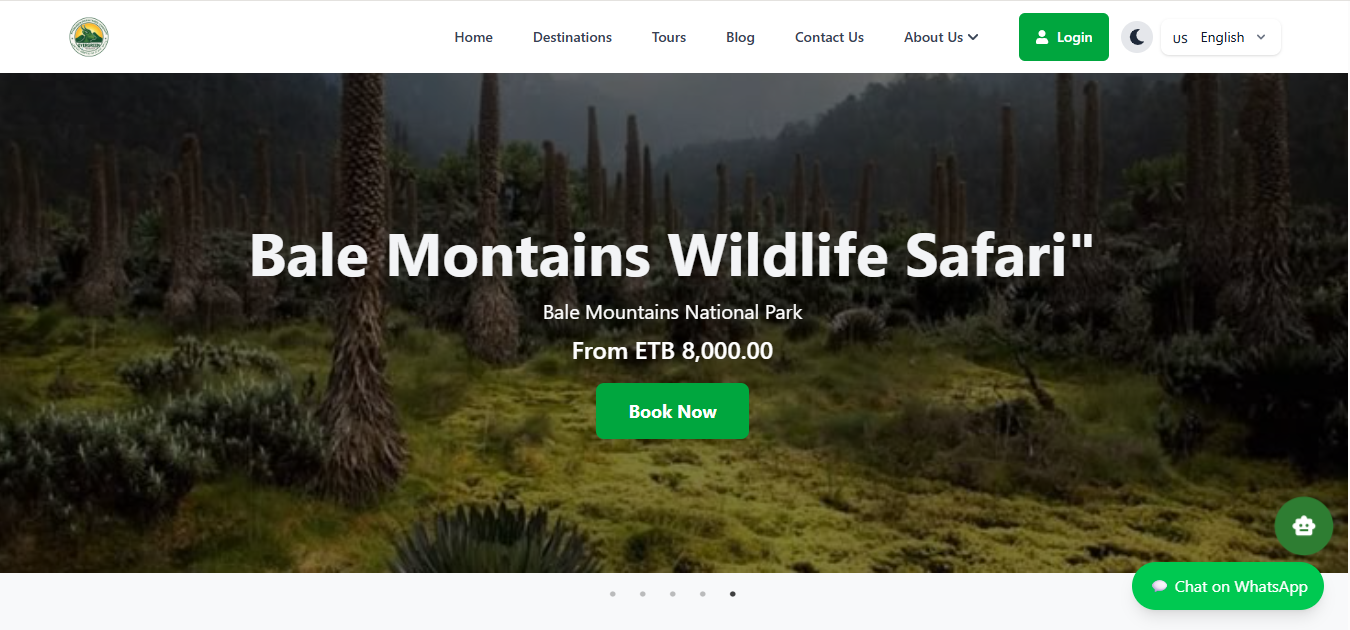 Home Destinations Tours Blog Contact Us About Us Login US English
Bale Montains Wildlife Safari"
Bale Mountains National Park
From ETB 8,000.00
Book Now
Chat on WhatsApp